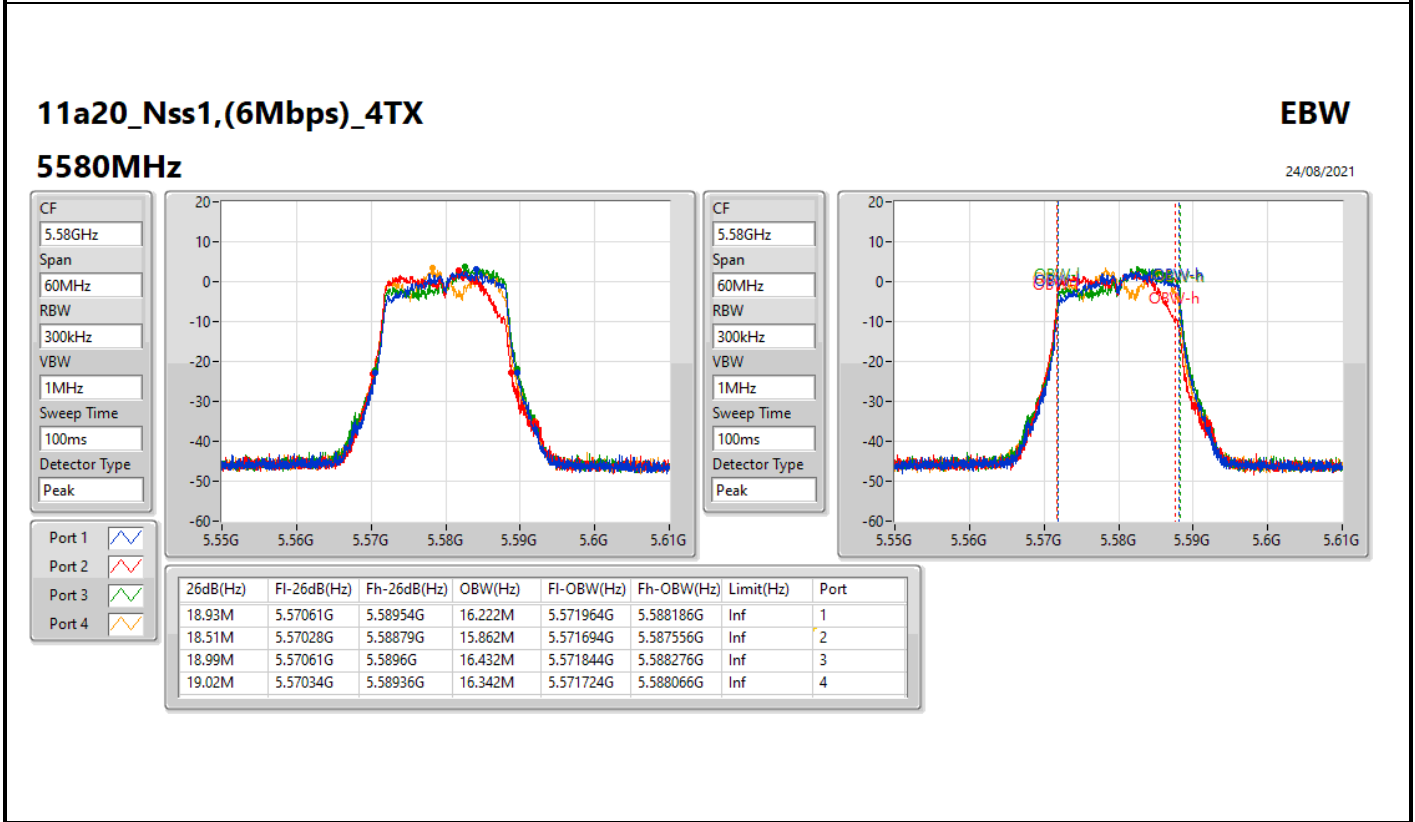 11a20_Nss1,(6Mbps)_4TX EBW
5580MHz 24/08/2021
CF
5.58GHz
Span
60MHz
RBW
300kHz
VBW
1MHz
Sweep Time
100ms
Detector Type
Peak
20
10
0
-10
-20
-30
-40
-50
-60
5.55G 5.56G 5.57G 5.58G 5.59G 5.6G 5.61G
CF
5.58GHz
Span
60MHz
RBW
300kHz
VBW
1MHz
Sweep Time
100ms
Detector Type
Peak
20
10
0
-10
-20
-30
-40
-50
-60
OBW-h
OBW-h
5.55G 5.56G 5.57G 5.58G 5.59G 5.6G 5.61G
Port 1
Port 2
Port 3
Port 4
26dB(Hz) Fl-26dB(Hz) Fh-26dB(Hz) OBW(Hz) Fl-OBW(Hz) Fh-OBW(Hz) Limit(Hz) Port
18.93M 5.57061G 5.58954G 16.222M 5.571964G 5.588186G Inf 1
18.51M 5.57028G 5.58879G 15.862M 5.571694G 5.587556G Inf 2
18.99M 5.57061G 5.5896G 16.432M 5.571844G 5.588276G Inf 3
19.02M 5.57034G 5.58936G 16.342M 5.571724G 5.588066G Inf 4